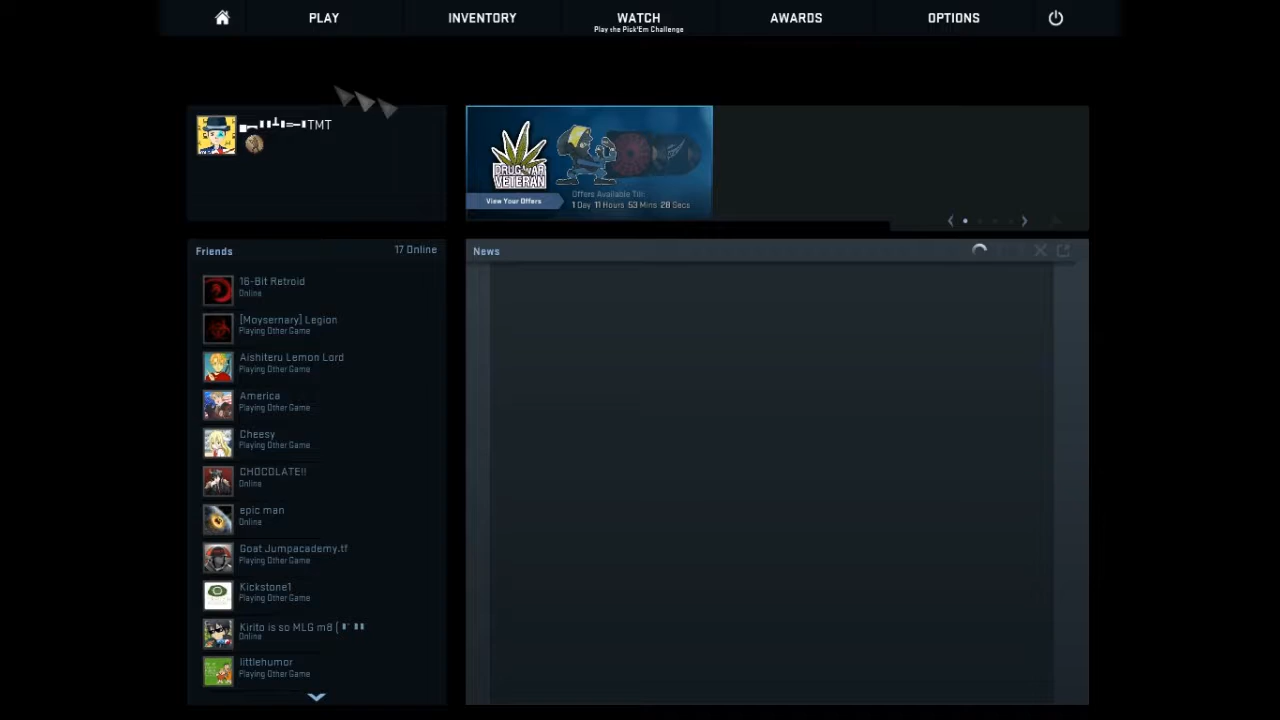 PLAY
INVENTORY
WATCH
Play the Pick'Em Challenge
AWARDS
OPTIONS
TMT
DRUG WAR
VETERAN
View Your Offers
Offers Available Till:
1 Day 11 Hours 53 Mins 28 Secs
Friends
17 Online
16-Bit Retroid
Online
[Moysernary] Legion
Playing Other Game
Aishiteru Lemon Lord
Playing Other Game
America
Playing Other Game
Cheesy
Playing Other Game
CHOCOLATE!!
Online
epic man
Online
Goat Jumpacademy.tf
Playing Other Game
Kickstone1
Playing Other Game
Kirito is so MLG m8 (
Online
littlehumor
Playing Other Game
News